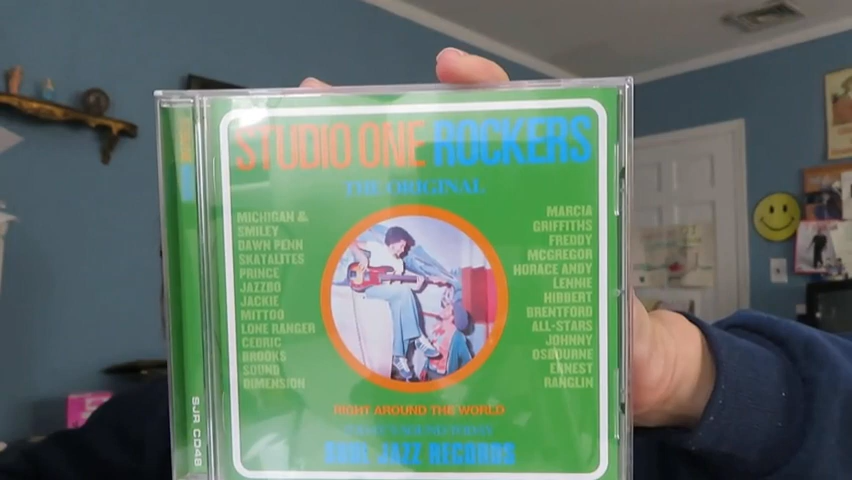 STUDIO ONE ROCKERS
THE ORIGINAL
MICHIGAN &
SMILEY
DAWN PENN
SKATALITES
PRINCE
JAZZBO
JACKIE
MITTOO
LONE RANGER
CEDRIC
BROOKS
SOUND
DIMENSION
MARCIA
GRIFFITHS
FREDDY
MCGREGOR
HORACE ANDY
LENNIE
HIBBERT
BRENTFORD
ALL-STARS
JOHNNY
OSBOURNE
ERNEST
RANGLIN
RIGHT AROUND THE WORLD
SOUL JAZZ RECORDS
SJR CD48